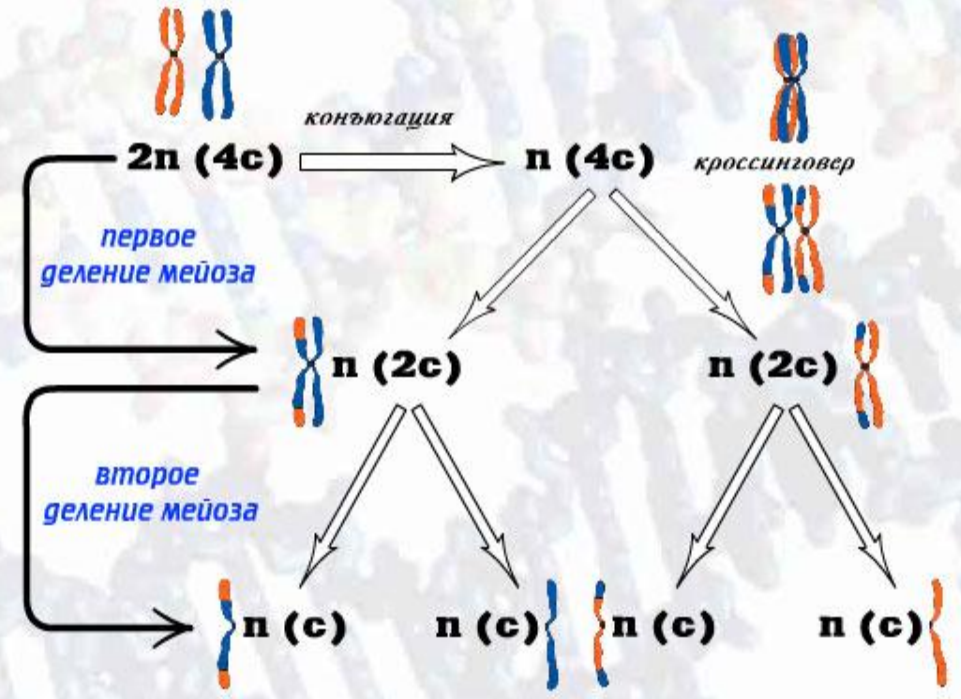 конъюгация
2n (4c)
n (4c)
кроссинговер
первое
деление мейоза
n (2c)
n (2c)
второе
деление мейоза
n (c)
n (c)
n (c)
n (c)